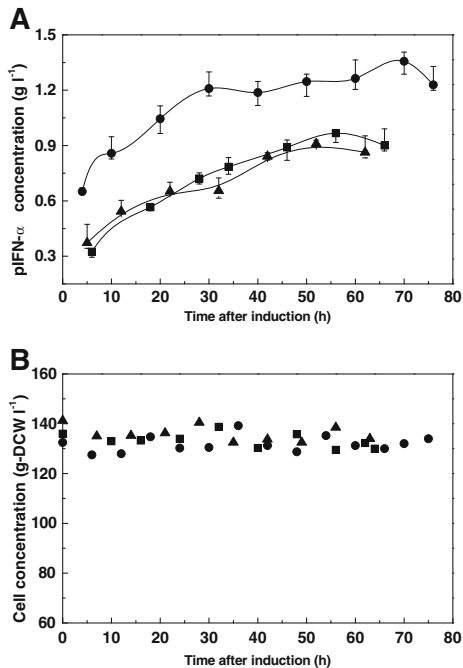 A
pIFN-α concentration (g l⁻¹)
1.5
1.2
0.9
0.6
0.3
0 10 20 30 40 50 60 70 80
Time after induction (h)
B
Cell concentration (g-DCW l⁻¹)
160
140
120
100
80
60
0 10 20 30 40 50 60 70 80
Time after induction (h)